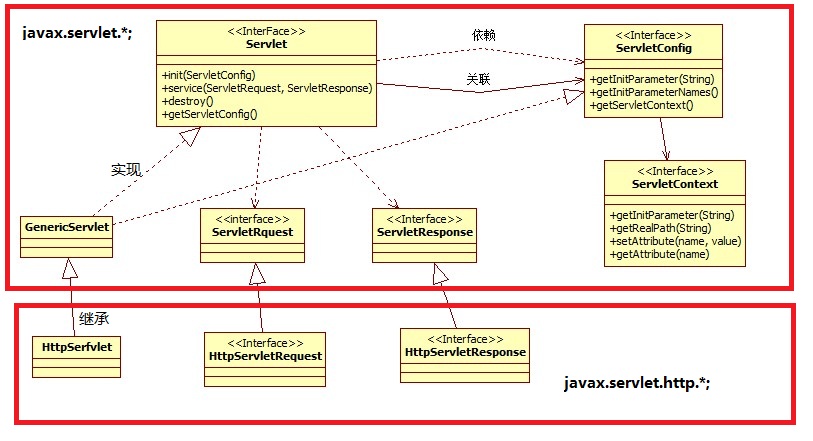 javax.servlet.*;
<<InterFace>>
Servlet
+init(ServletConfig)
+service(ServletRequest, ServletResponse)
+destroy()
+getServletConfig()
依赖
关联
<<Interface>>
ServletConfig
+getInitParameter(String)
+getInitParameterNames()
+getServletContext()
实现
<<Interface>>
ServletContext
+getInitParameter(String)
+getRealPath(String)
+setAttribute(name, value)
+getAttribute(name)
GenericServlet
<<interface>>
ServletRquest
<<Interface>>
ServletResponse
继承
HttpSerfvlet
<<Interface>>
HttpServletRequest
<<Interface>>
HttpServletResponse
javax.servlet.http.*;